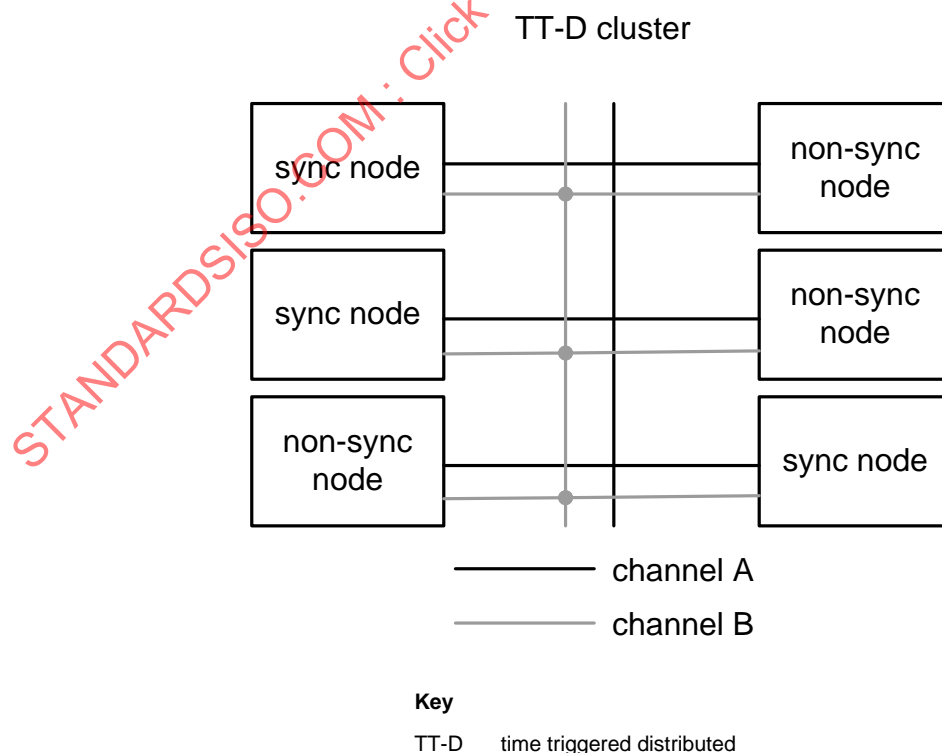 TT-D cluster
STANDARDSISO.COM : Click
sync node
non-sync
node
sync node
non-sync
node
non-sync
node
sync node
channel A
channel B
Key
TT-D time triggered distributed